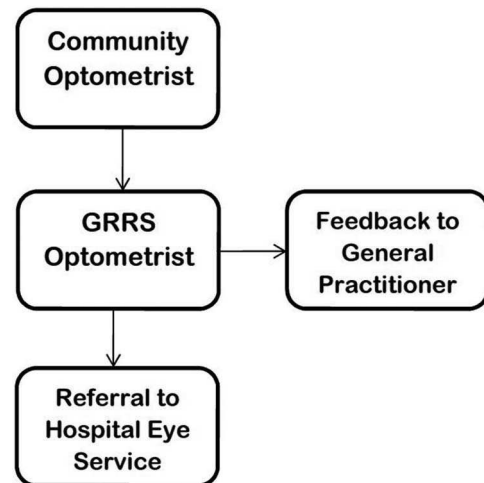 Community
Optometrist
GRRS
Optometrist
Feedback to
General
Practitioner
Referral to
Hospital Eye
Service